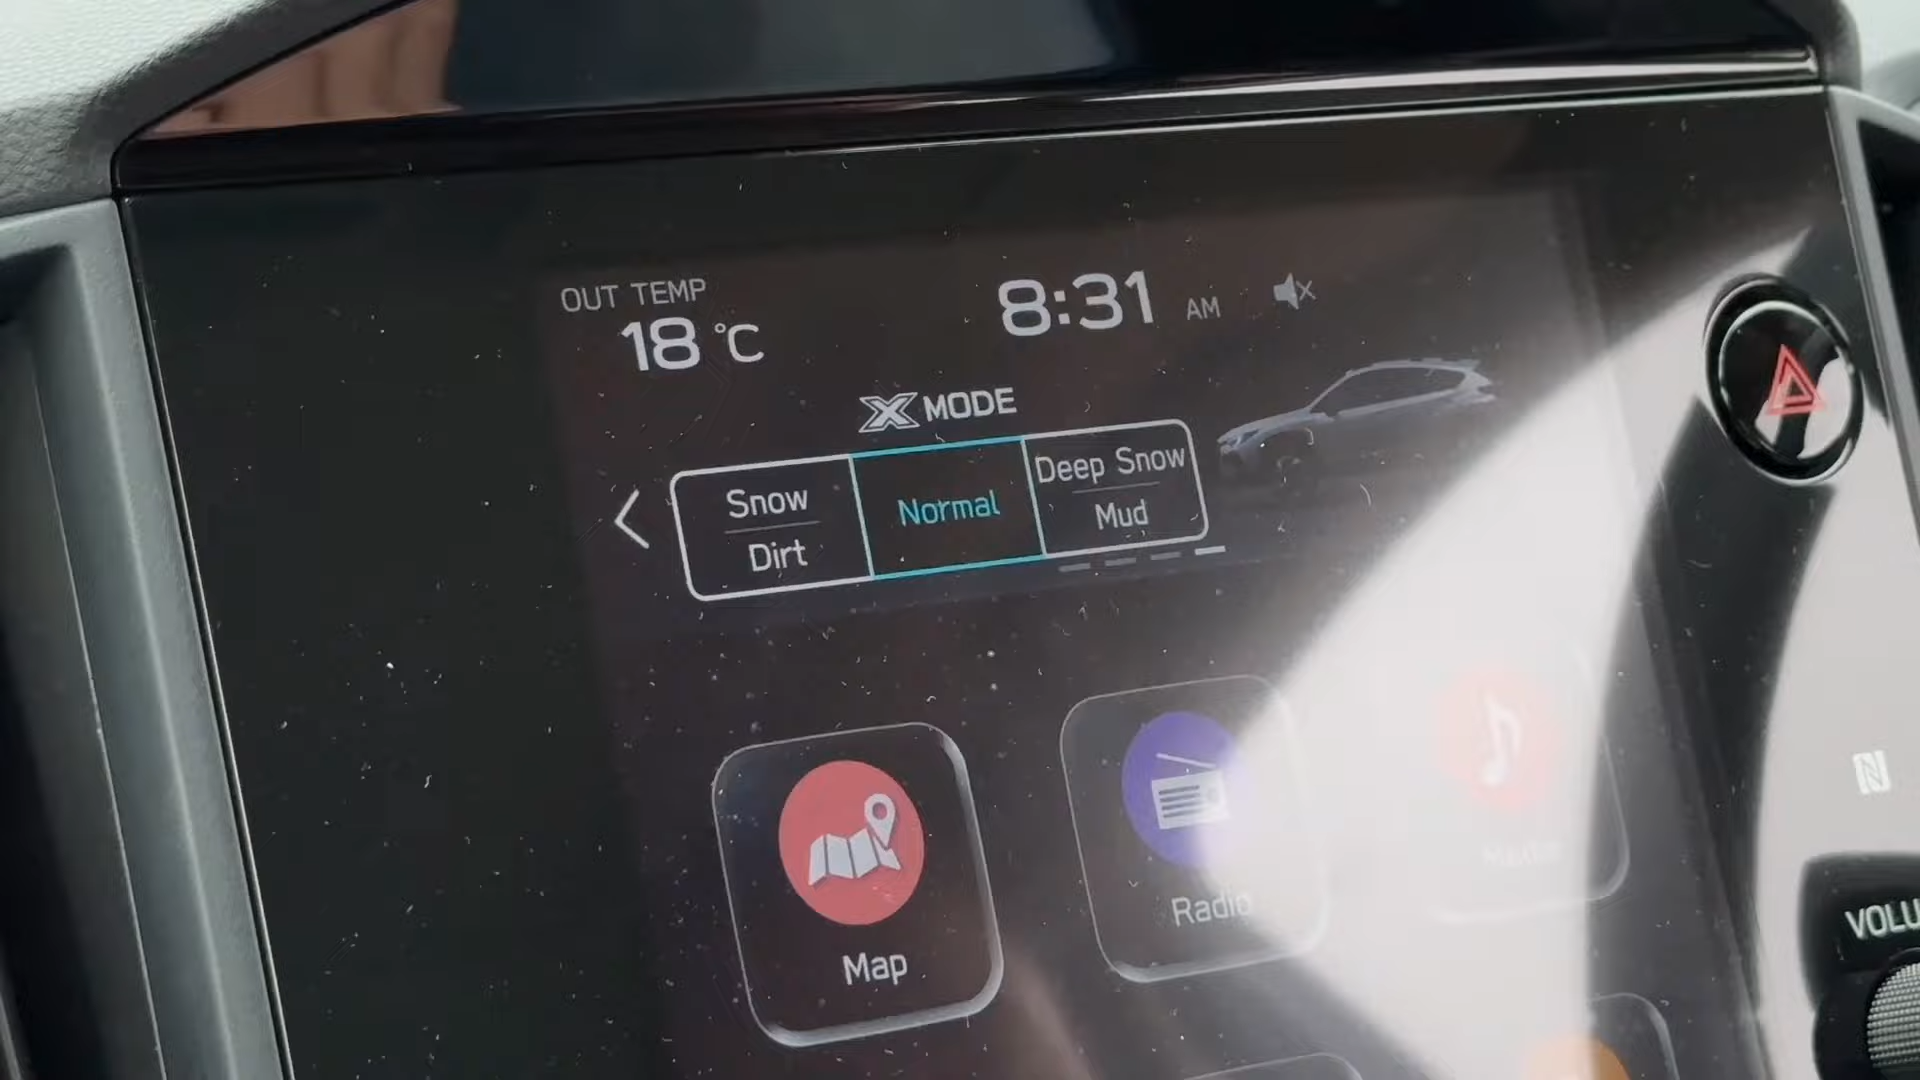 OUT TEMP
18 °C
8:31 AM
X MODE
Snow
Dirt
Normal
Deep Snow
Mud
Map
Radio
VOLU